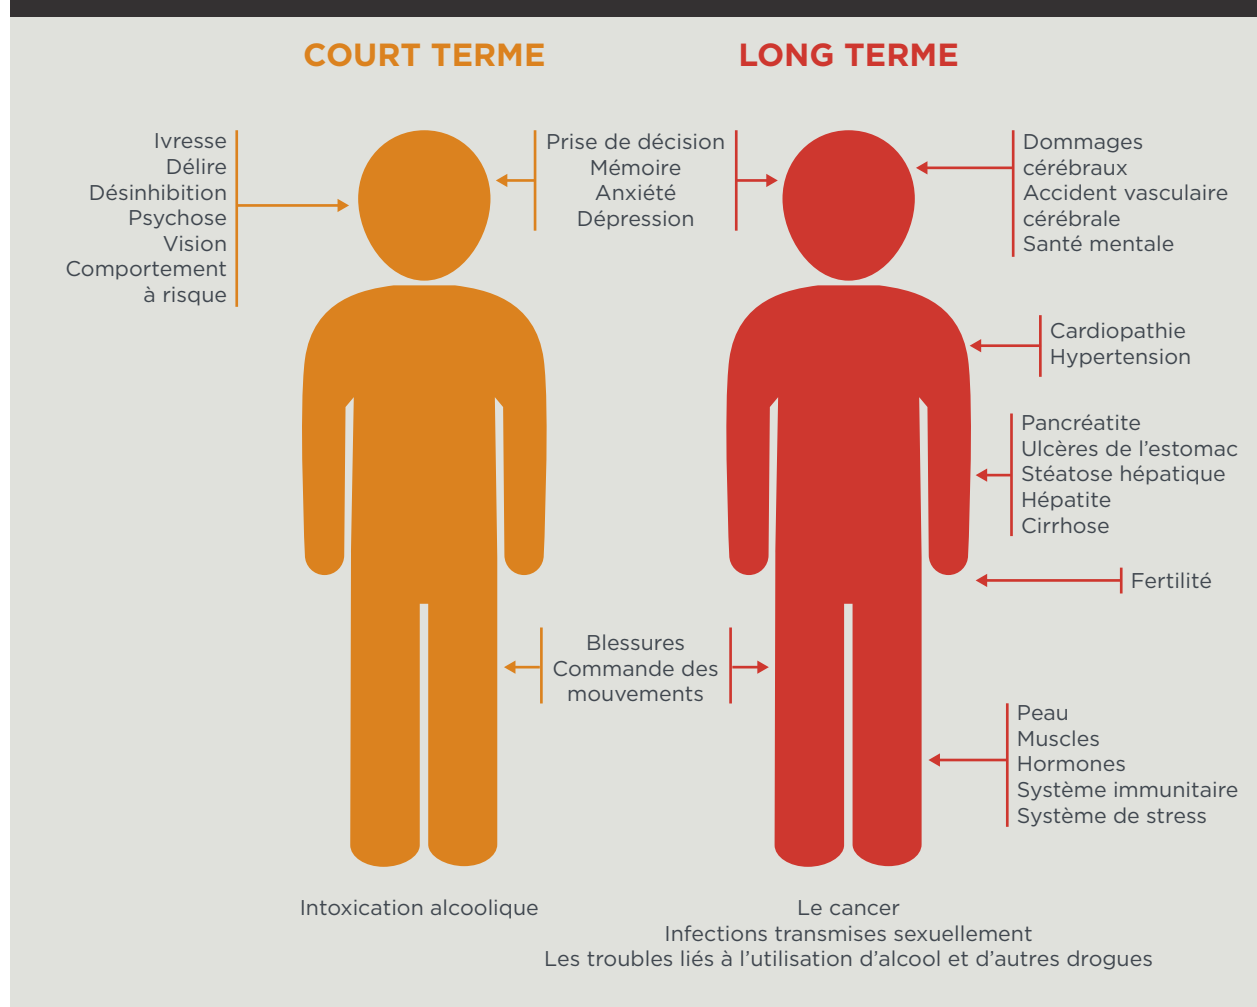 COURT TERME
LONG TERME
Ivresse
Délire
Désinhibition
Psychose
Vision
Comportement
à risque
Prise de décision
Mémoire
Anxiété
Dépression
Dommages
cérébraux
Accident vasculaire
cérébrale
Santé mentale
Cardiopathie
Hypertension
Pancréatite
Ulcères de l’estomac
Stéatose hépatique
Hépatite
Cirrhose
Fertilité
Blessures
Commande des
mouvements
Peau
Muscles
Hormones
Système immunitaire
Système de stress
Intoxication alcoolique
Le cancer
Infections transmises sexuellement
Les troubles liés à l’utilisation d’alcool et d’autres drogues